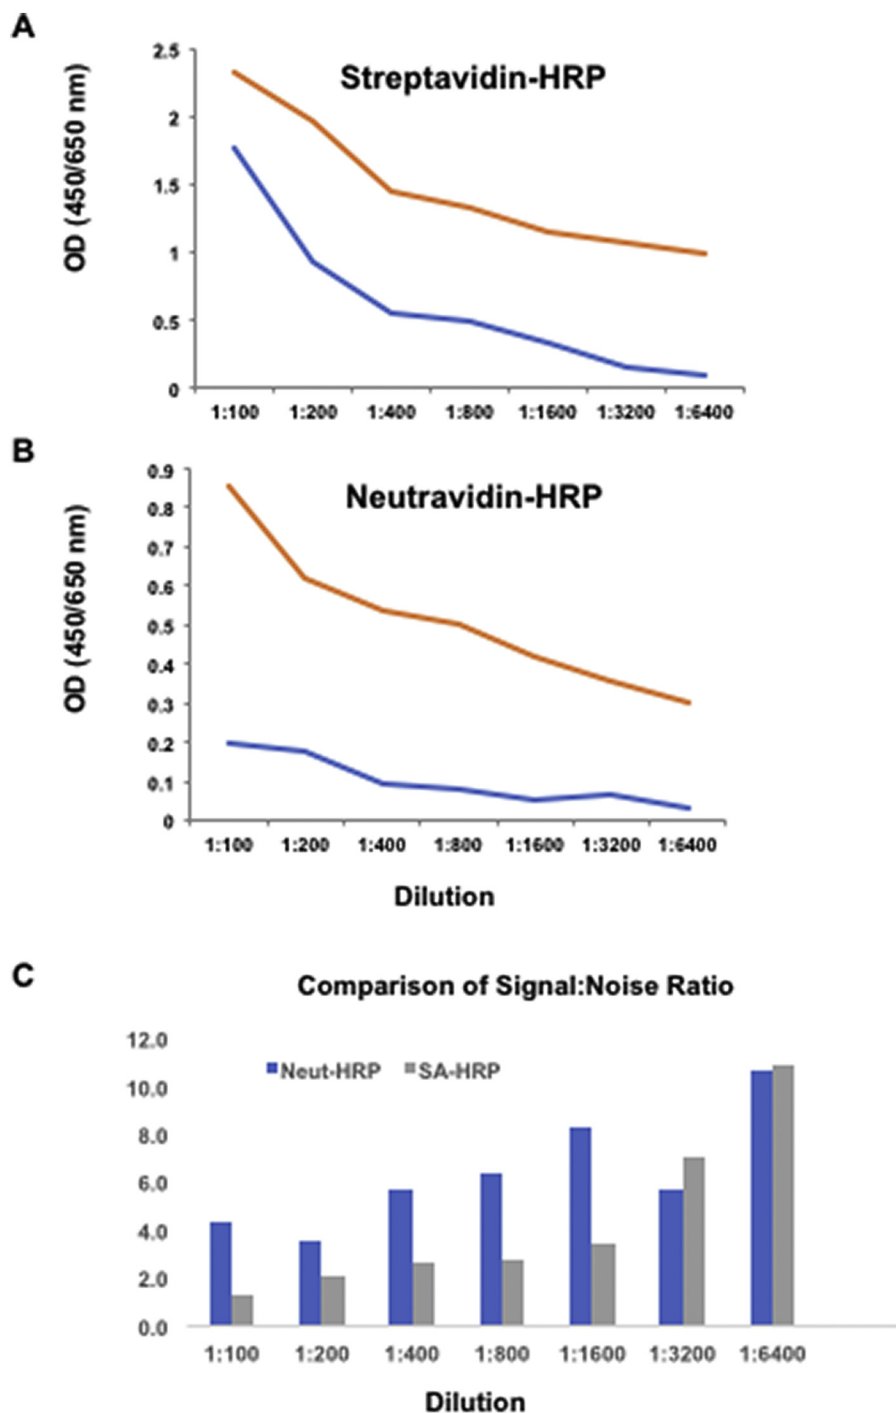 A
Streptavidin-HRP
OD (450/650 nm)
2.5
2
1.5
1
0.5
0
1:100 1:200 1:400 1:800 1:1600 1:3200 1:6400
B
Neutravidin-HRP
OD (450/650 nm)
0.9
0.8
0.7
0.6
0.5
0.4
0.3
0.2
0.1
0
1:100 1:200 1:400 1:800 1:1600 1:3200 1:6400
Dilution
C
Comparison of Signal:Noise Ratio
Neut-HRP SA-HRP
12.0
10.0
8.0
6.0
4.0
2.0
0.0
1:100 1:200 1:400 1:800 1:1600 1:3200 1:6400
Dilution